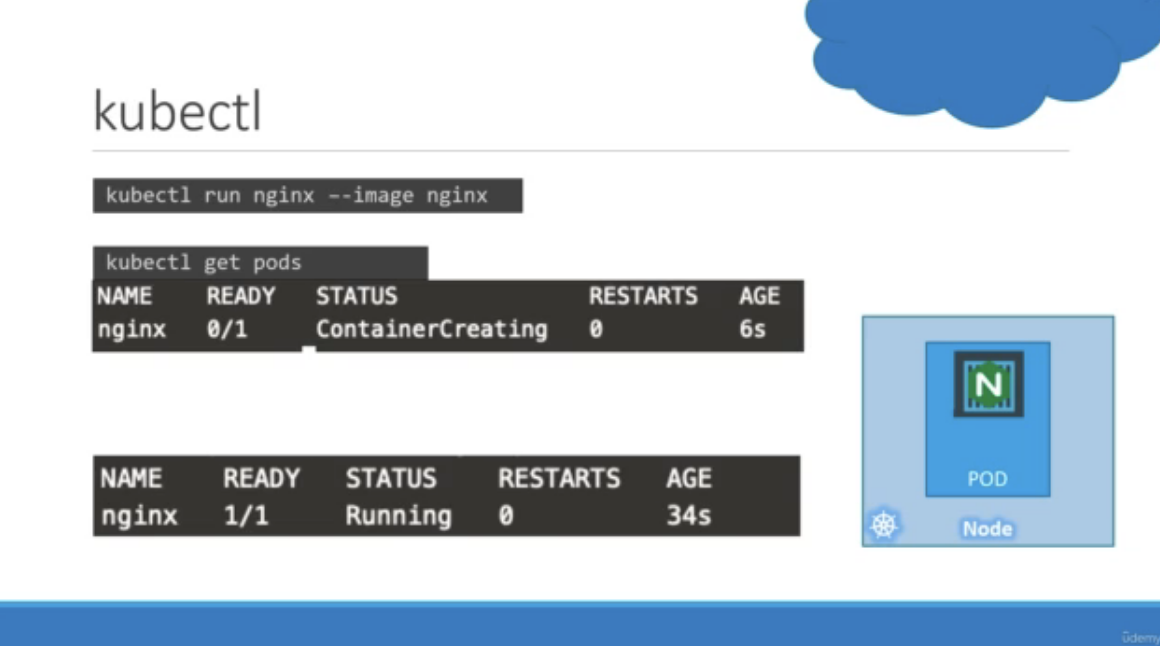 kubectl
kubectl run nginx --image nginx
kubectl get pods
NAME READY STATUS RESTARTS AGE
nginx 0/1 ContainerCreating 0 6s
N
POD
Node
NAME READY STATUS RESTARTS AGE
nginx 1/1 Running 0 34s
ûdemy